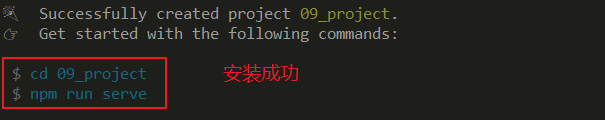 Successfully created project 09_project.
Get started with the following commands:
$ cd 09_project
安装成功
$ npm run serve